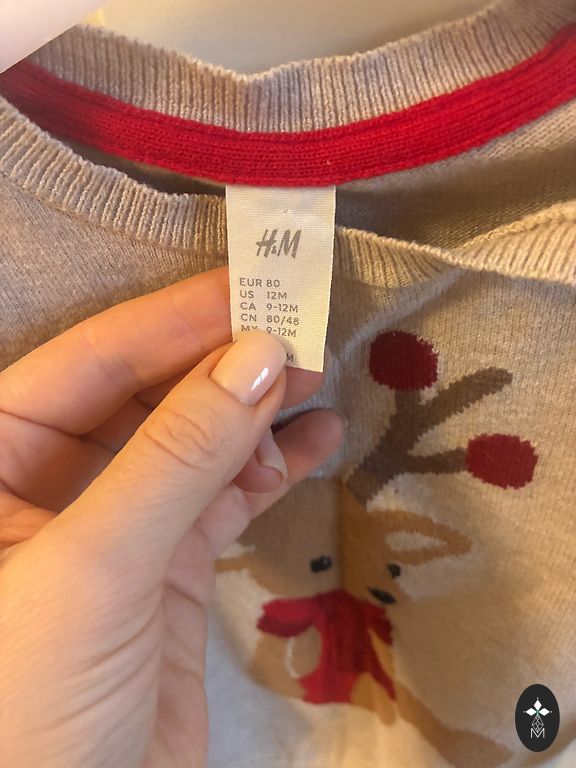 H&M
EUR 80
US 12M
CA 9-12M
CN 80/48
MX 9-12M
M